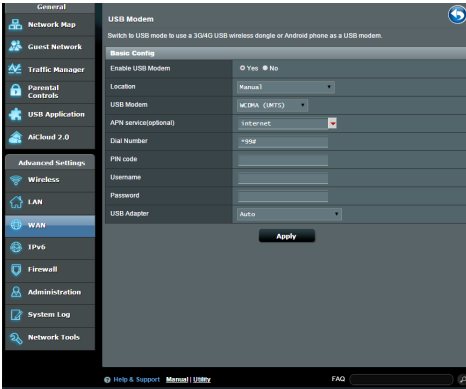 General
Network Map
Guest Network
Traffic Manager
Parental
Controls
USB Application
AiCloud 2.0
Advanced Settings
Wireless
LAN
WAN
IPv6
Firewall
Administration
System Log
Network Tools
USB Modem
Switch to USB mode to use a 3G/4G USB wireless dongle or Android phone as a USB modem.
Basic Config
Enable USB Modem Yes No
Location Manual
USB Modem WCDMA (UMTS)
APN service(optional) internet
Dial Number *99#
PIN code
Username
Password
USB Adapter Auto
Apply
Help & Support Manual | Utility FAQ